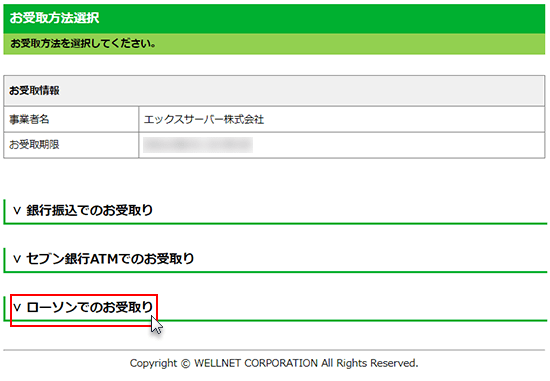 お受取方法選択
お受取方法を選択してください。
お受取情報
事業者名 エックスサーバー株式会社
お受取期限
∨ 銀行振込でのお受取り
∨ セブン銀行ATMでのお受取り
∨ ローソンでのお受取り
Copyright © WELLNET CORPORATION All Rights Reserved.